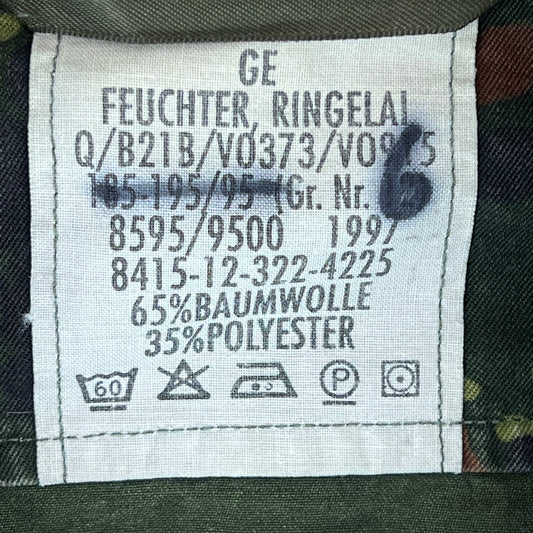 GE
FEUCHTER, RINGELAI
Q/B21B/V0373/
185-195/95 (Gr. Nr. 6
8595/9500 1997
8415-12-322-4225
65%BAUMWOLLE
35%POLYESTER
60 P